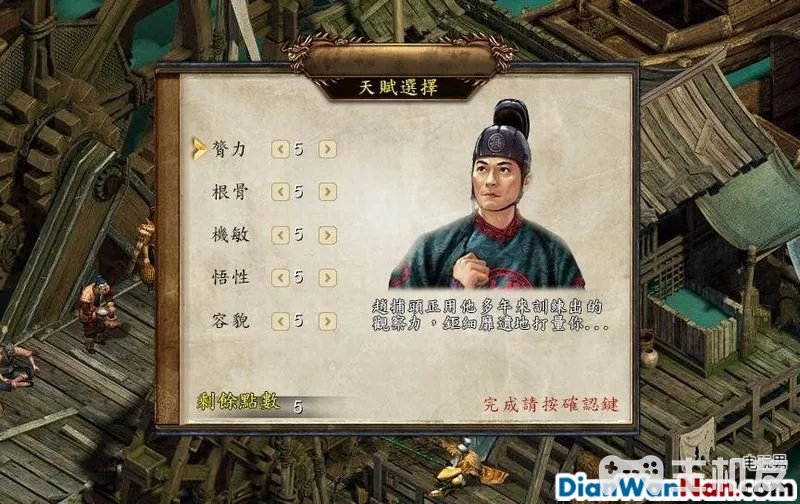 天賦選擇
膂力 5
根骨 5
機敏 5
悟性 5
容貌 5
趙捕頭正用他多年來訓練出的
觀察力，鉅細靡遺地打量你...
剩餘點數 5
完成請按確認鍵
电玩男
DianWanNan.com